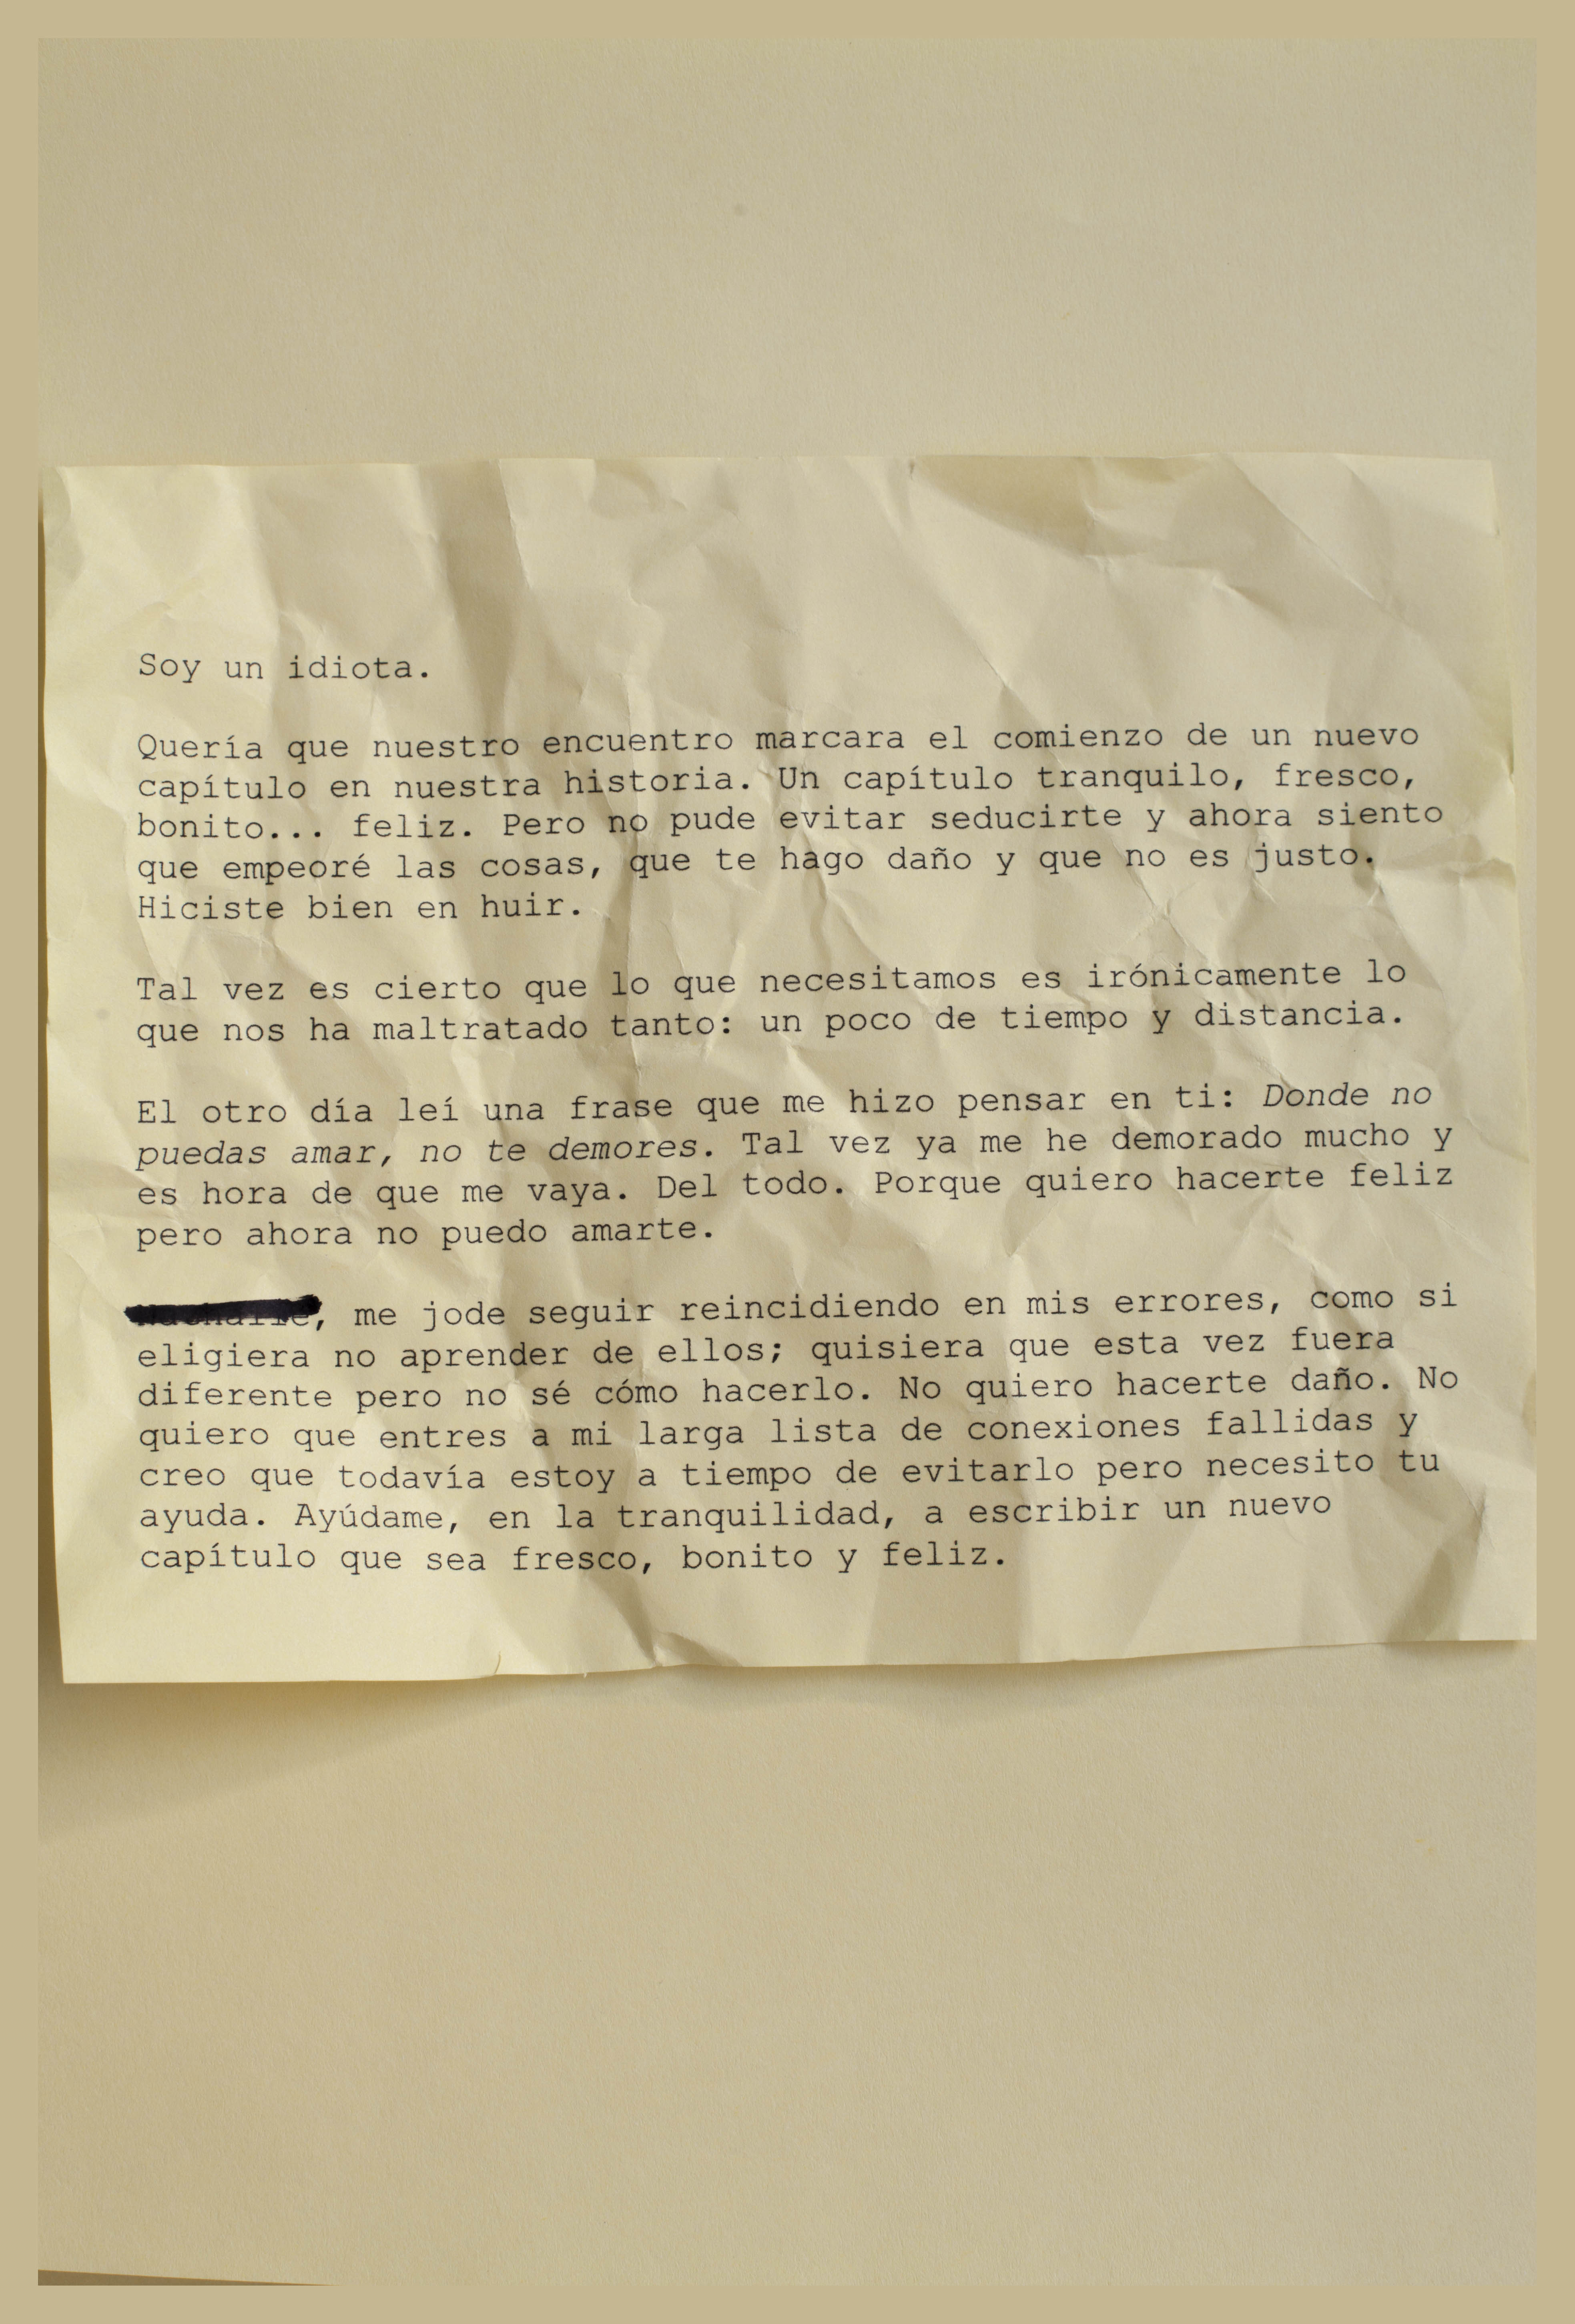 Soy un idiota.
Quería que nuestro encuentro marcara el comienzo de un nuevo
capítulo en nuestra historia. Un capítulo tranquilo, fresco,
bonito... feliz. Pero no pude evitar seducirte y ahora siento
que empeoré las cosas, que te hago daño y que no es justo.
Hiciste bien en huir.
Tal vez es cierto que lo que necesitamos es irónicamente lo
que nos ha maltratado tanto: un poco de tiempo y distancia.
El otro día leí una frase que me hizo pensar en ti: Donde no
puedas amar, no te demores. Tal vez ya me he demorado mucho y
es hora de que me vaya. Del todo. Porque quiero hacerte feliz
pero ahora no puedo amarte.
, me jode seguir reincidiendo en mis errores, como si
eligiera no aprender de ellos; quisiera que esta vez fuera
diferente pero no sé cómo hacerlo. No quiero hacerte daño. No
quiero que entres a mi larga lista de conexiones fallidas y
creo que todavía estoy a tiempo de evitarlo pero necesito tu
ayuda. Ayúdame, en la tranquilidad, a escribir un nuevo
capítulo que sea fresco, bonito y feliz.